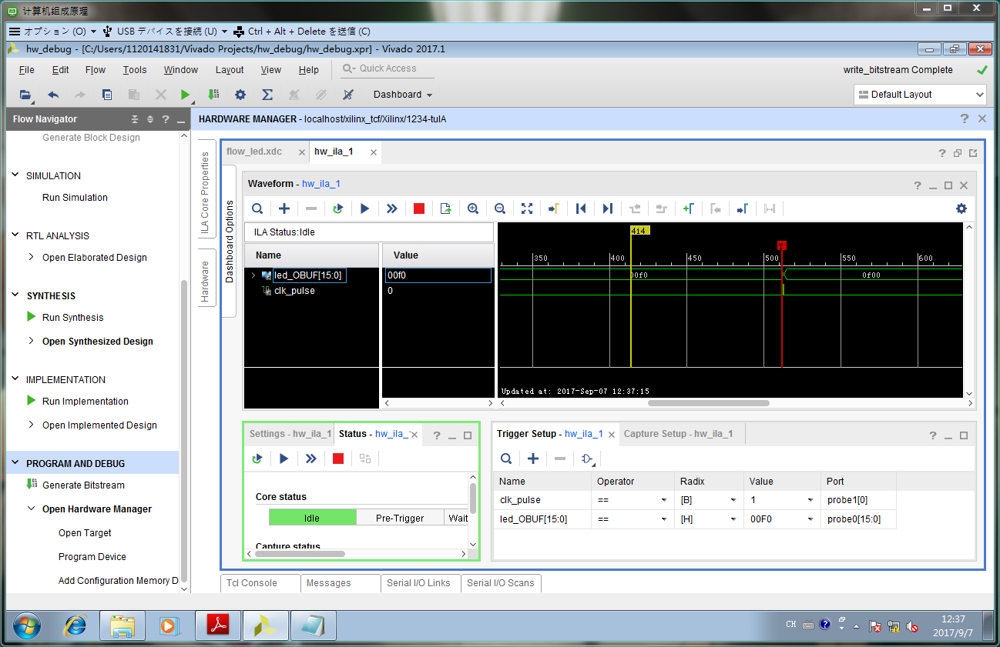 计算机组成原理
オプション (O) USB デバイスを接続 (U) Ctrl + Alt + Delete を送信 (C)
hw_debug - [C:/Users/1120141831/Vivado Projects/hw_debug/hw_debug.xpr] - Vivado 2017.1
File Edit Flow Tools Window Layout View Help Quick Access write_bitstream Complete
Dashboard Default Layout
Flow Navigator
HARDWARE MANAGER - localhost/xilinx_tcf/Xilinx/1234-tulA
Generate Block Design
SIMULATION
Run Simulation
RTL ANALYSIS
Open Elaborated Design
SYNTHESIS
Run Synthesis
Open Synthesized Design
IMPLEMENTATION
Run Implementation
Open Implemented Design
PROGRAM AND DEBUG
Generate Bitstream
Open Hardware Manager
Open Target
Program Device
Add Configuration Memory D
ILA Core Properties
Hardware
Dashboard Options
flow_led.xdc hw_ila_1
Waveform - hw_ila_1
ILA Status:Idle
Name Value
led_OBUF[15:0] 00f0
clk_pulse 0
414
350 400 450 500 550 600
00f0 0f00
Updated at: 2017-Sep-07 12:37:15
Settings - hw_ila_1 Status - hw_ila_
Core status
Idle Pre-Trigger Wait
Capture status
Trigger Setup - hw_ila_1 Capture Setup - hw_ila_1
Name Operator Radix Value Port
clk_pulse == [B] 1 probe1[0]
led_OBUF[15:0] == [H] 00F0 probe0[15:0]
Tcl Console Messages Serial I/O Links Serial I/O Scans
CH
12:37
2017/9/7